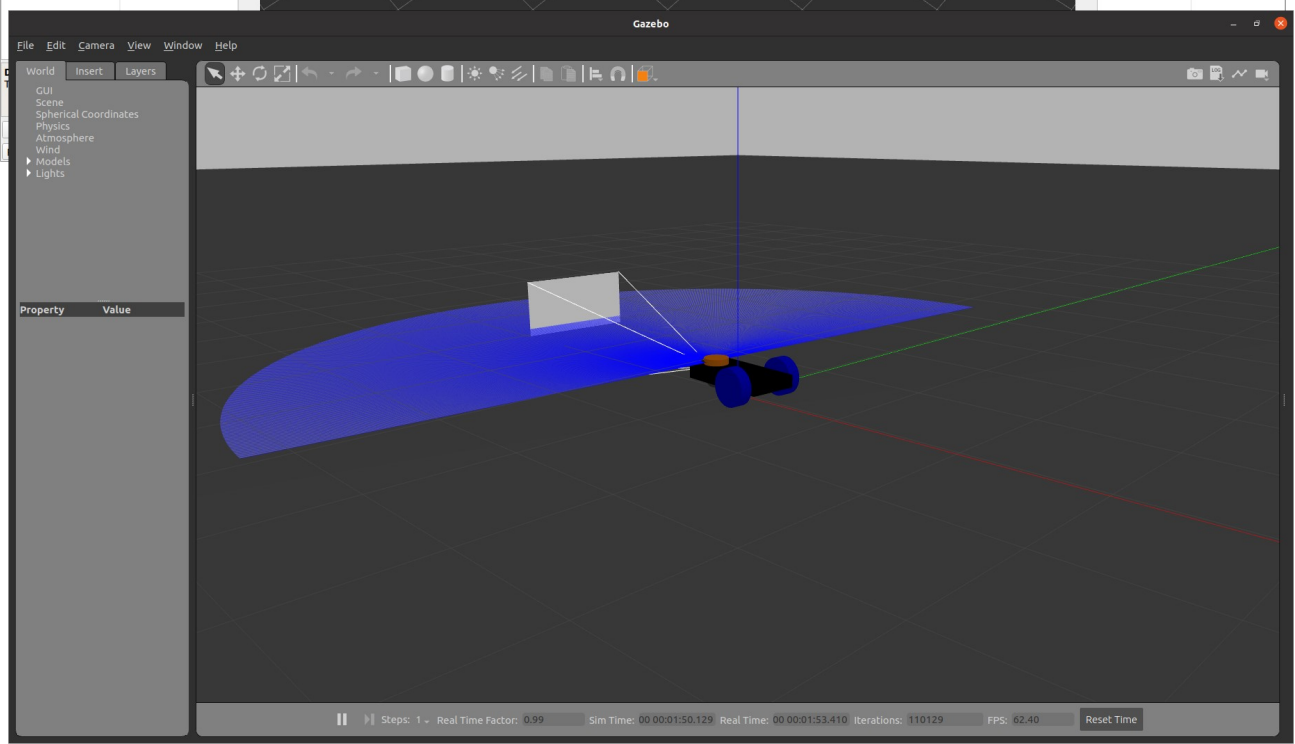 Gazebo
File Edit Camera View Window Help
World Insert Layers
GUI
Scene
Spherical Coordinates
Physics
Atmosphere
Wind
Models
Lights
Property Value
Steps: 1 Real Time Factor: 0.99 Sim Time: 00 00:01:50.129 Real Time: 00 00:01:53.410 Iterations: 110129 FPS: 62.40 Reset Time